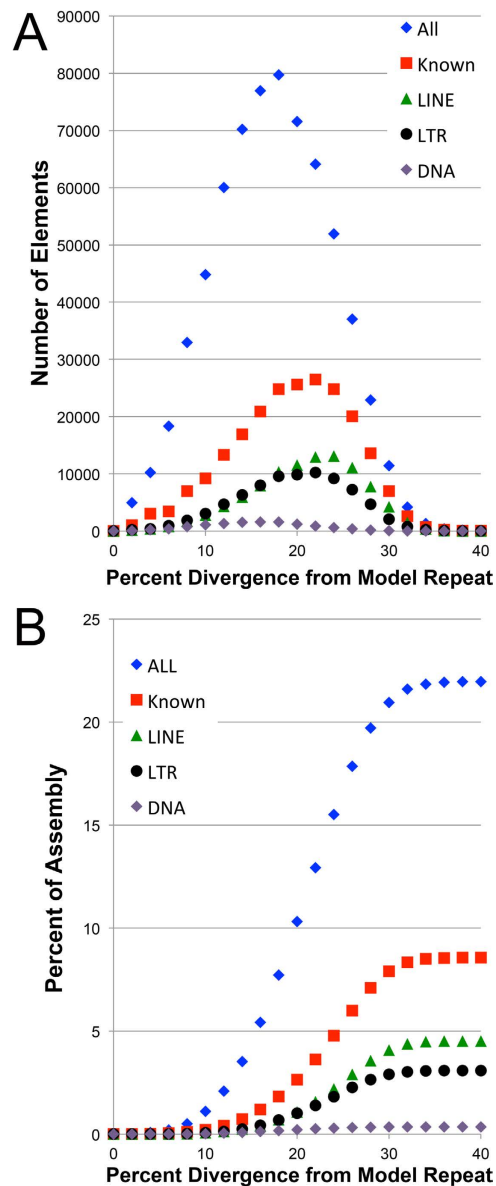 A
90000
80000
70000
60000
50000
40000
30000
20000
10000
0
Number of Elements
All
Known
LINE
LTR
DNA
0 10 20 30 40
Percent Divergence from Model Repeat
B
25
20
15
10
5
0
Percent of Assembly
ALL
Known
LINE
LTR
DNA
0 10 20 30 40
Percent Divergence from Model Repeat